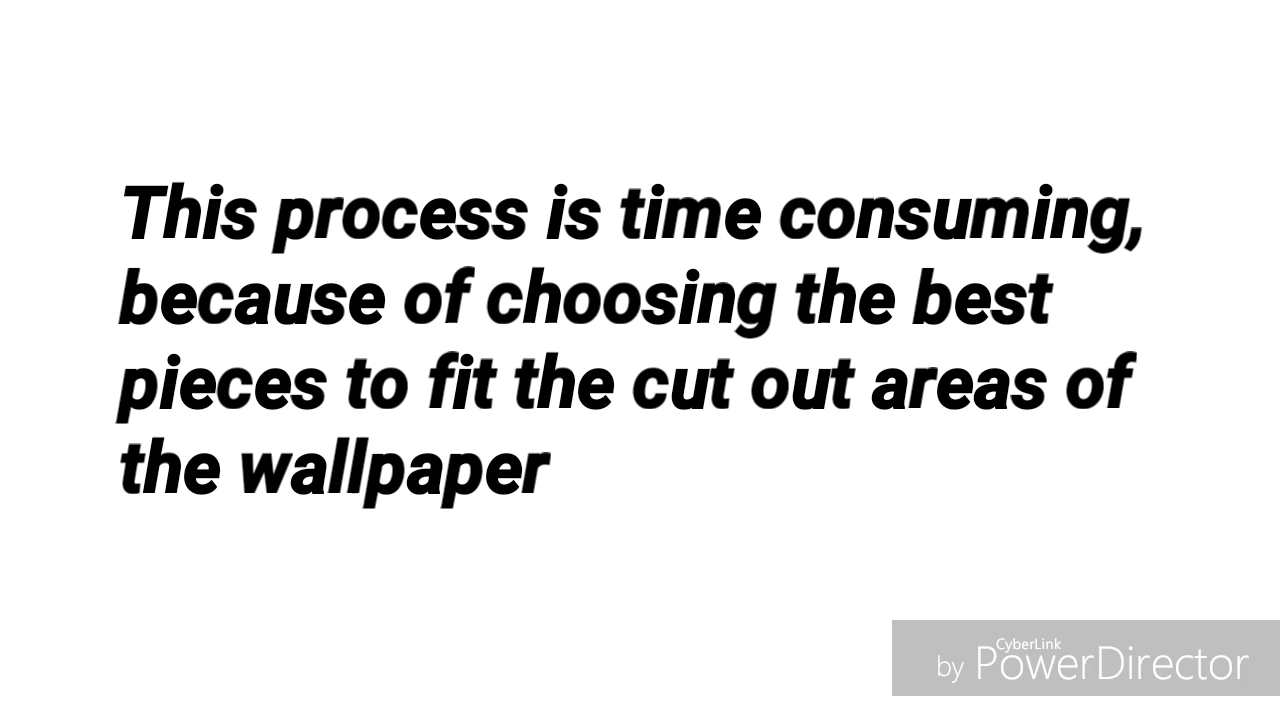 This process is time consuming,
because of choosing the best
pieces to fit the cut out areas of
the wallpaper
CyberLink
by PowerDirector